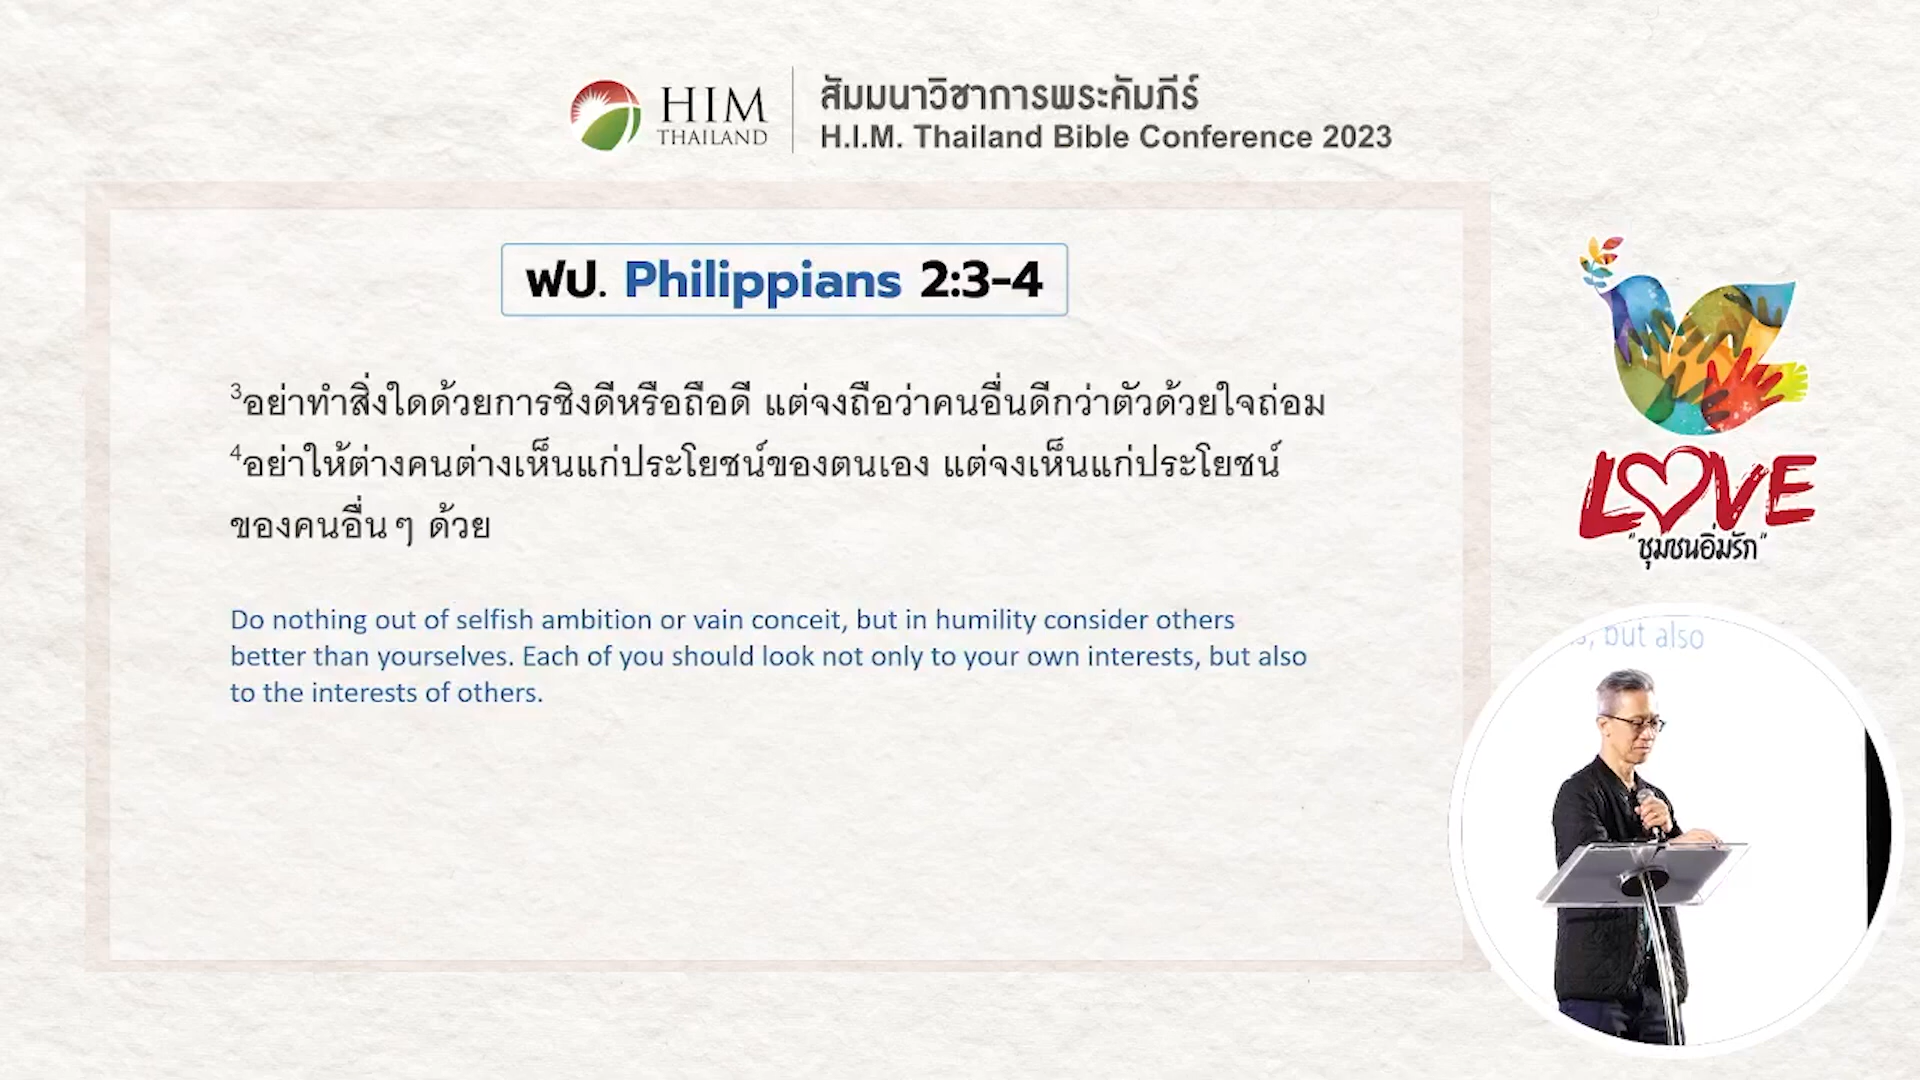 HIM
THAILAND
สัมมนาวิชาการพระคัมภีร์
H.I.M. Thailand Bible Conference 2023
ฟป. Philippians 2:3-4
³อย่าทำสิ่งใดด้วยการชิงดีหรือถือดี แต่จงถือว่าคนอื่นดีกว่าตัวด้วยใจถ่อม
⁴อย่าให้ต่างคนต่างเห็นแก่ประโยชน์ของตนเอง แต่จงเห็นแก่ประโยชน์
ของคนอื่นๆ ด้วย
Do nothing out of selfish ambition or vain conceit, but in humility consider others
better than yourselves. Each of you should look not only to your own interests, but also
to the interests of others.
LOVE
"ชุมชนอิ่มรัก"
but also